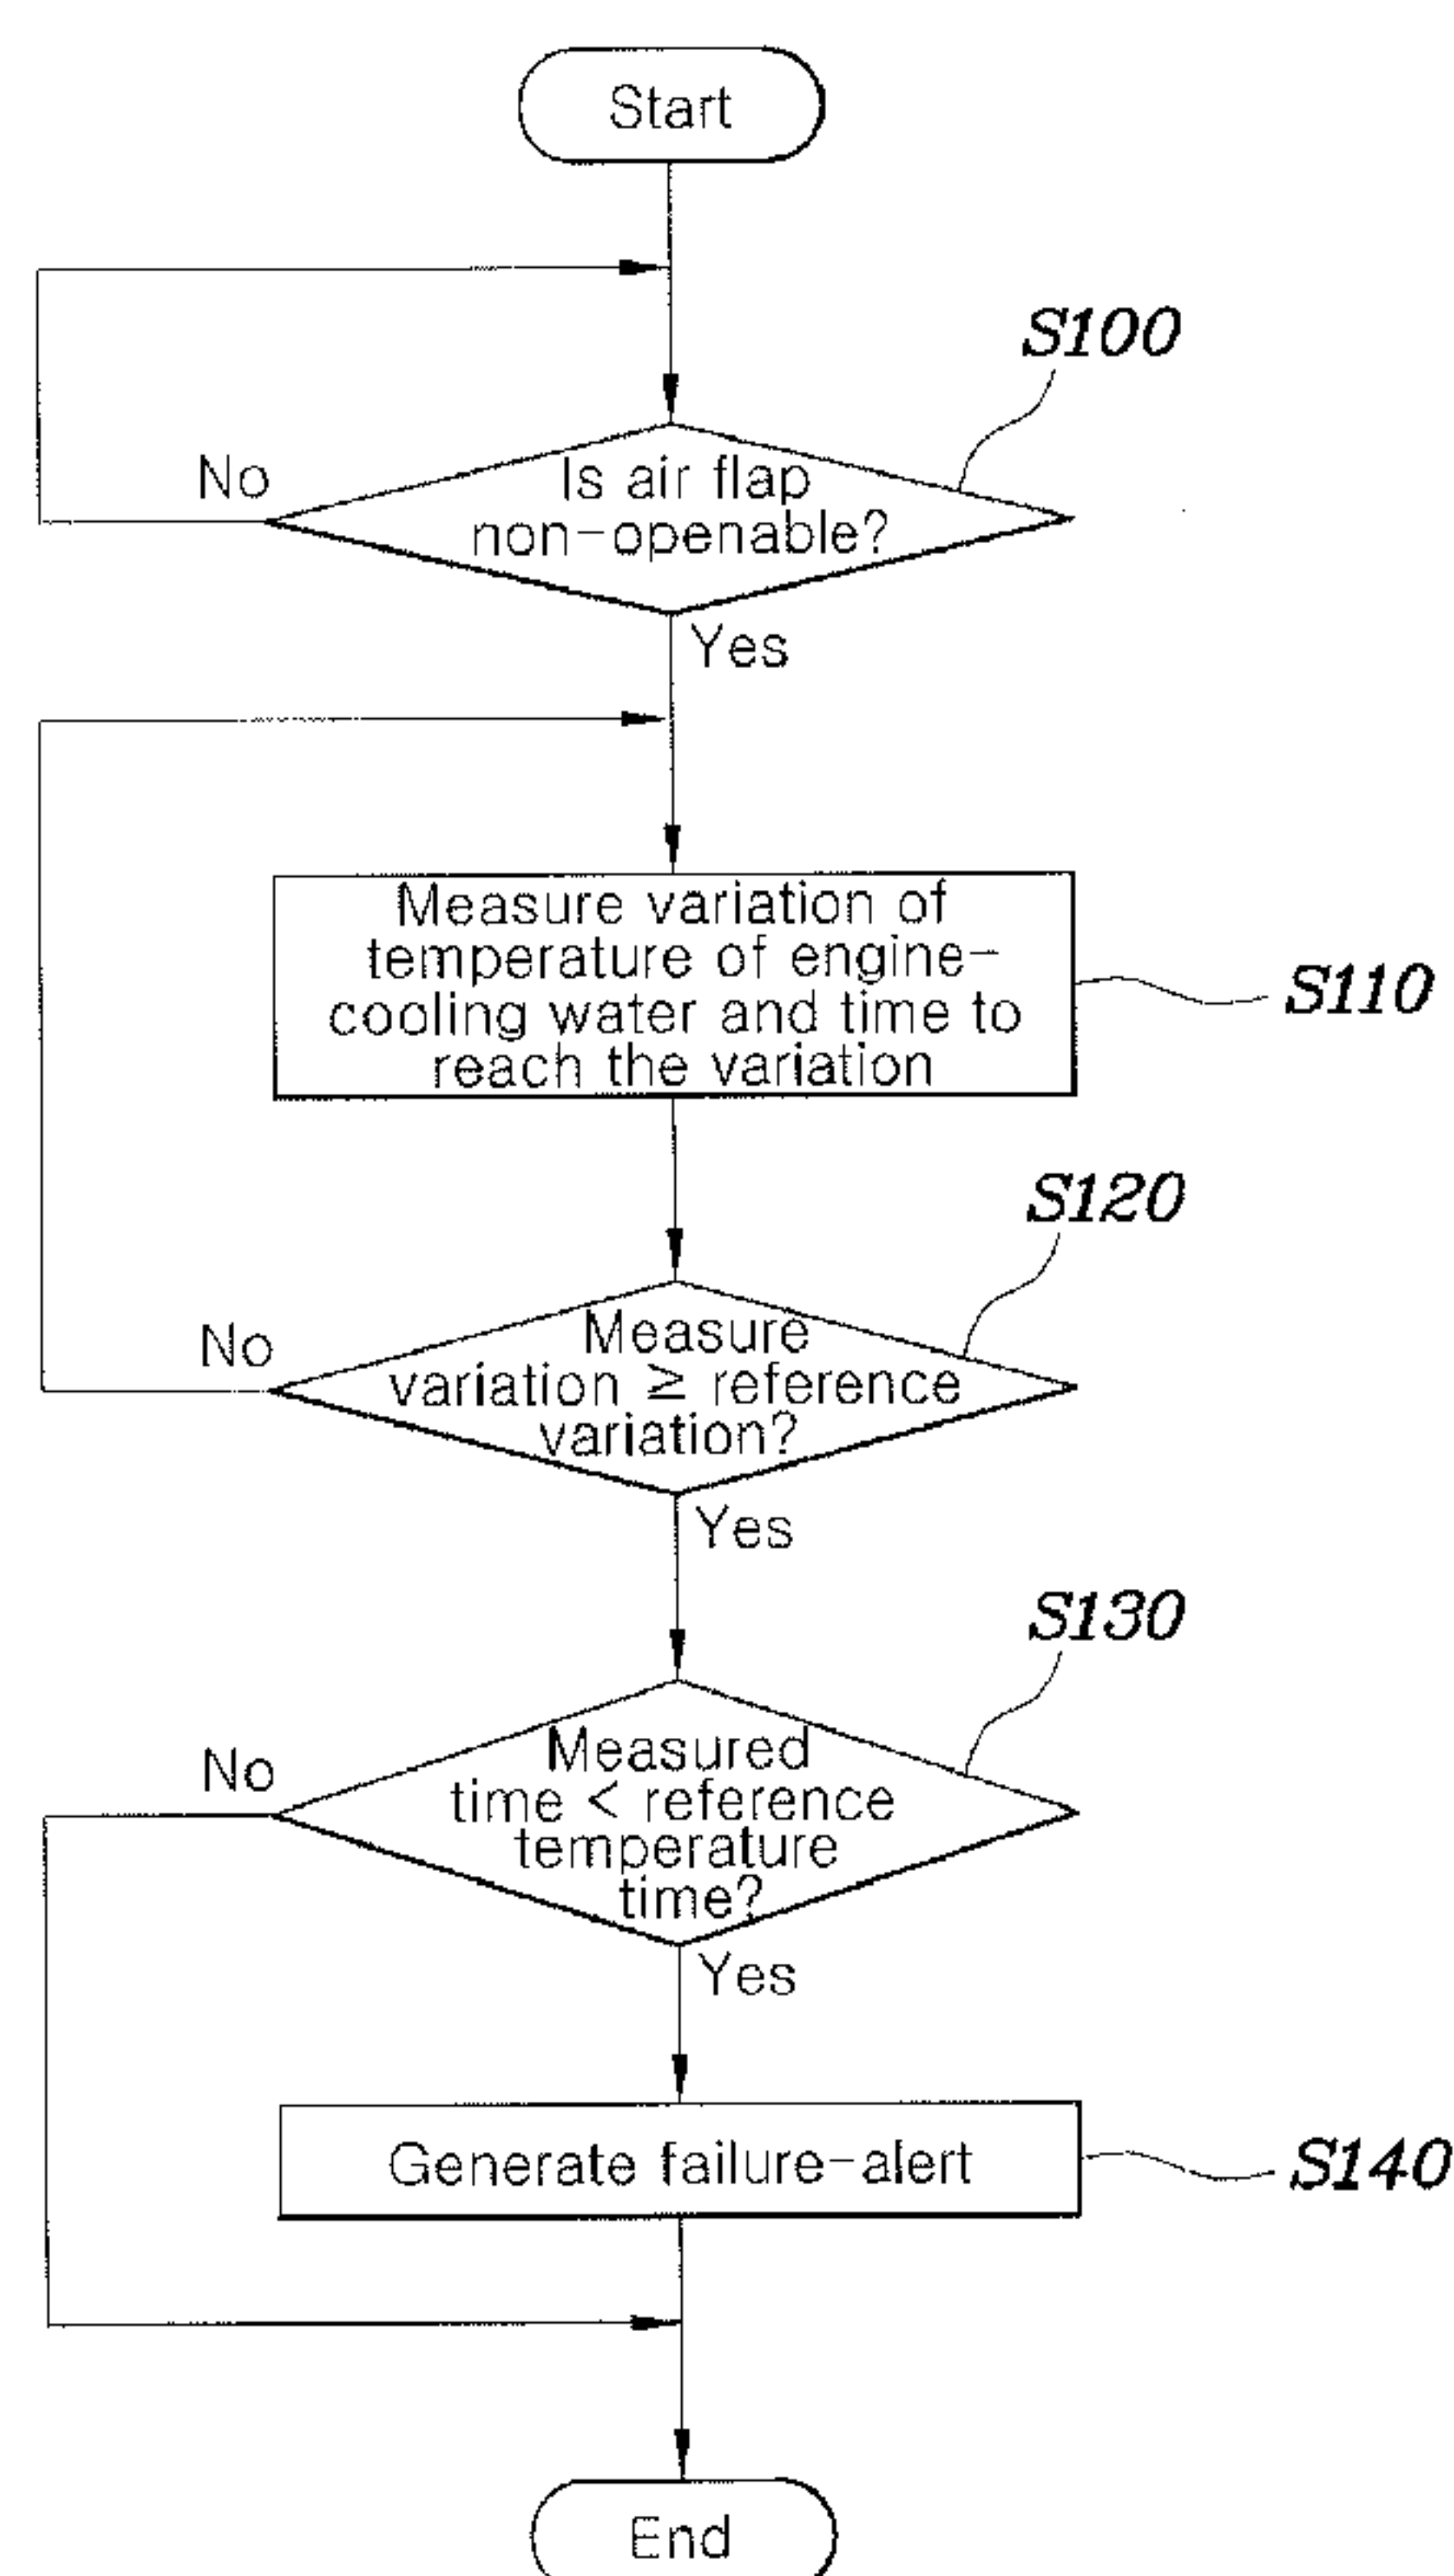 Start
S100
No
Is air flap
non-openable?
Yes
Measure variation of
temperature of engine-
cooling water and time to
reach the variation
S110
S120
No
Measure
variation ≥ reference
variation?
Yes
S130
No
Measured
time < reference
temperature
time?
Yes
Generate failure-alert
S140
End